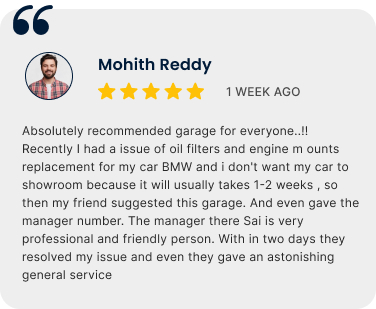 Mohith Reddy
1 WEEK AGO
Absolutely recommended garage for everyone..!!
Recently I had a issue of oil filters and engine m ounts
replacement for my car BMW and i don't want my car to
showroom because it will usually takes 1-2 weeks , so
then my friend suggested this garage. And even gave the
manager number. The manager there Sai is very
professional and friendly person. With in two days they
resolved my issue and even they gave an astonishing
general service